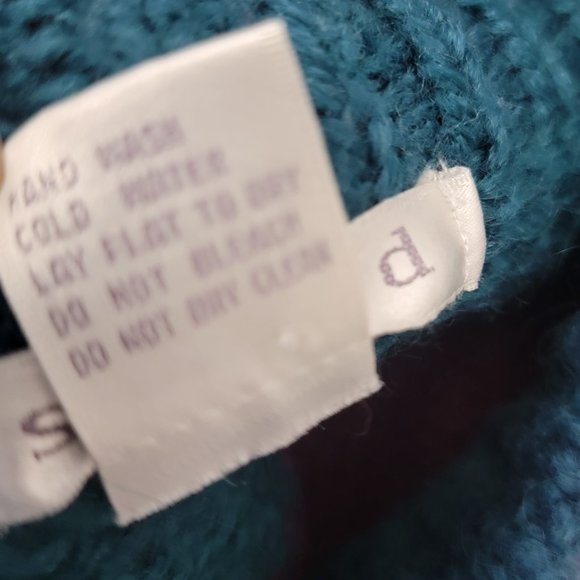 HAND WASH
COLD WATER
LAY FLAT TO DRY
DO NOT BLEACH
DO NOT DRY CLEAN
S
P